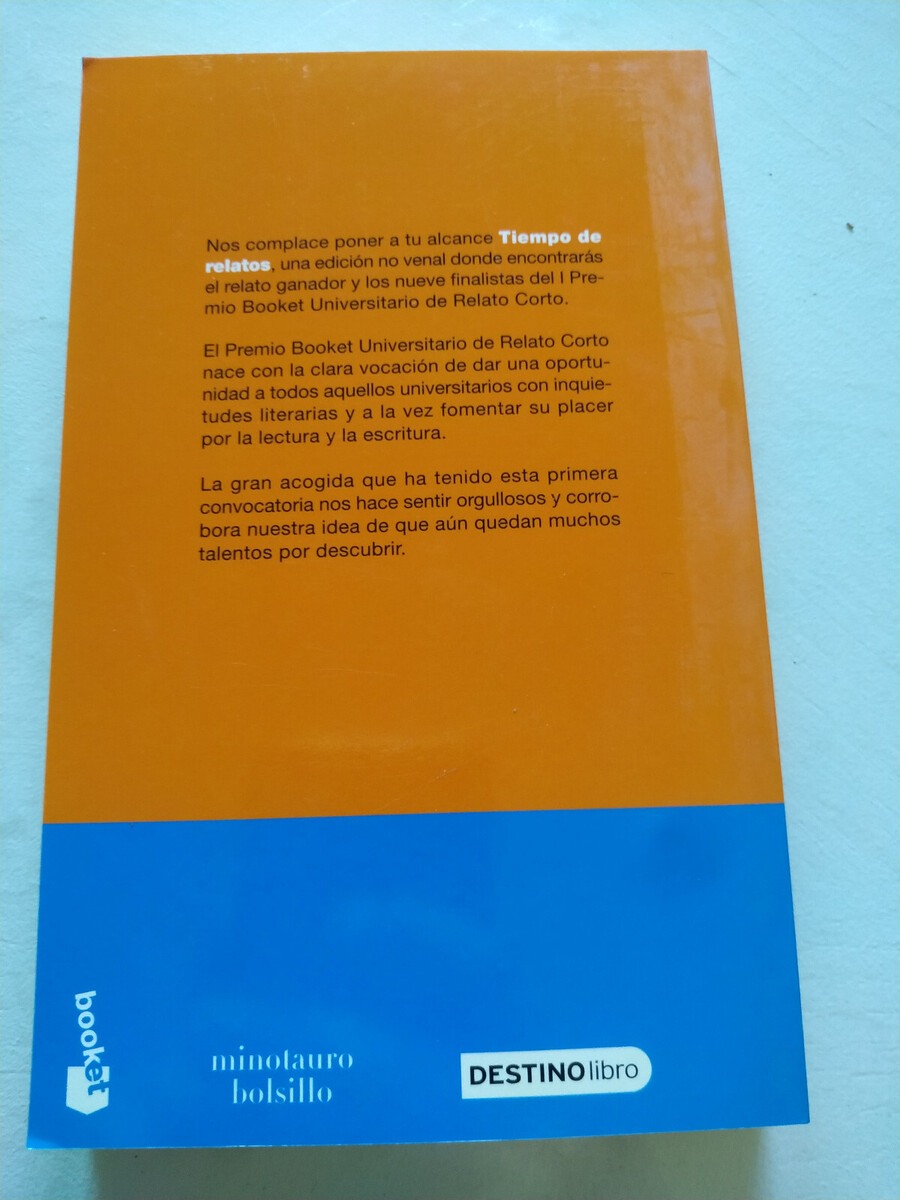 Nos complace poner a tu alcance Tiempo de
relatos, una edición no venal donde encontrarás
el relato ganador y los nueve finalistas del I Pre-
mio Booket Universitario de Relato Corto.
El Premio Booket Universitario de Relato Corto
nace con la clara vocación de dar una oportu-
nidad a todos aquellos universitarios con inquie-
tudes literarias y a la vez fomentar su placer
por la lectura y la escritura.
La gran acogida que ha tenido esta primera
convocatoria nos hace sentir orgullosos y corro-
bora nuestra idea de que aún quedan muchos
talentos por descubrir.
booket
minotauro
bolsillo
DESTINOlibro